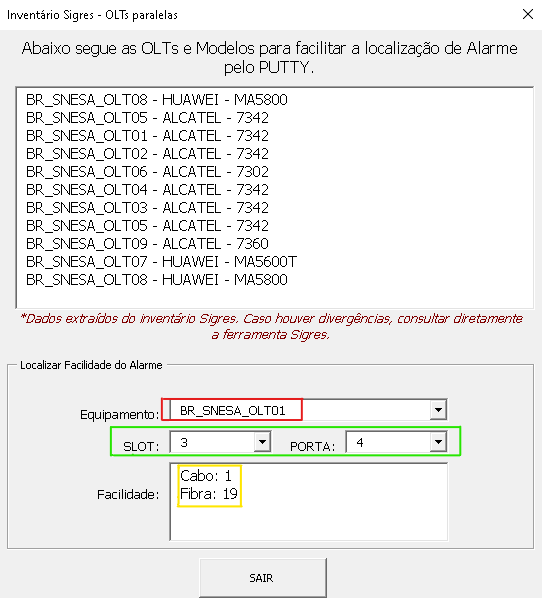 Inventário Sigres - OLTs paralelas
Abaixo segue as OLTs e Modelos para facilitar a localização de Alarme
pelo PUTTY.
BR_SNESA_OLT08 - HUAWEI - MA5800
BR_SNESA_OLT05 - ALCATEL - 7342
BR_SNESA_OLT01 - ALCATEL - 7342
BR_SNESA_OLT02 - ALCATEL - 7342
BR_SNESA_OLT06 - ALCATEL - 7302
BR_SNESA_OLT04 - ALCATEL - 7342
BR_SNESA_OLT03 - ALCATEL - 7342
BR_SNESA_OLT05 - ALCATEL - 7342
BR_SNESA_OLT09 - ALCATEL - 7360
BR_SNESA_OLT07 - HUAWEI - MA5600T
BR_SNESA_OLT08 - HUAWEI - MA5800
*Dados extraídos do inventário Sigres. Caso houver divergências, consultar diretamente
a ferramenta Sigres.
Localizar Facilidade do Alarme
Equipamento: BR_SNESA_OLT01
SLOT: 3 PORTA: 4
Cabo: 1
Facilidade: Fibra: 19
SAIR